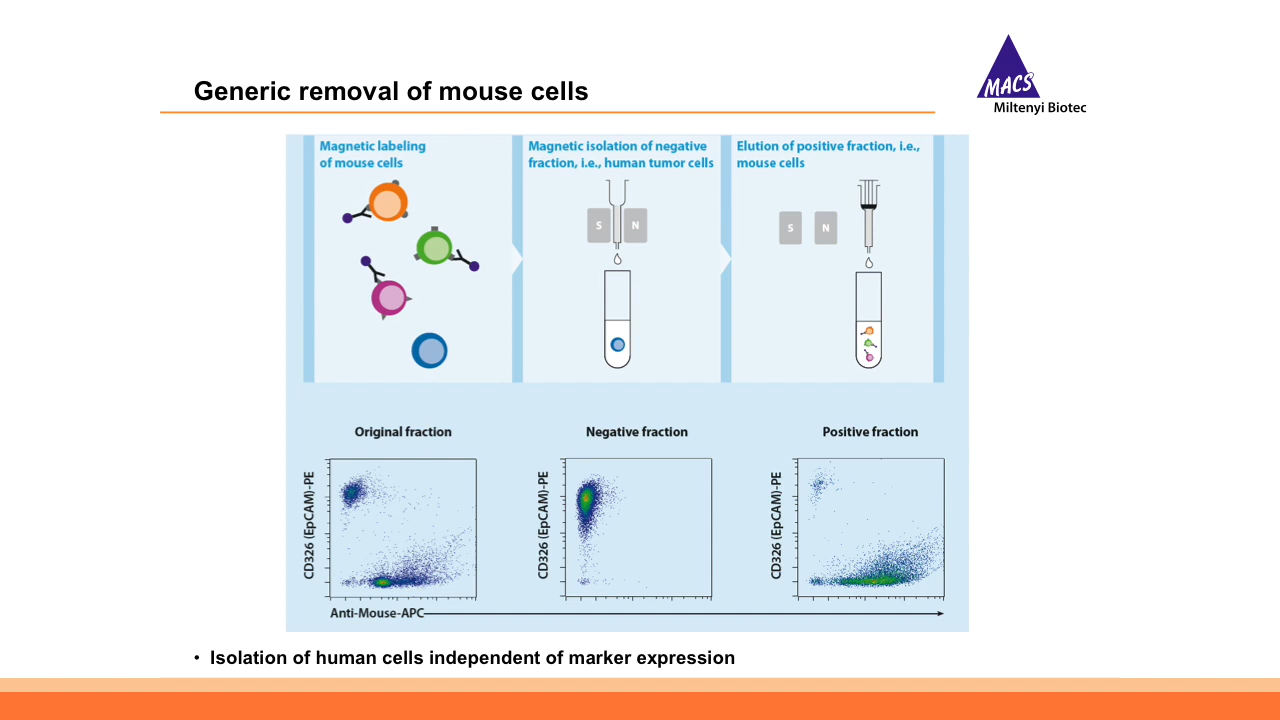 Generic removal of mouse cells
MACS
Miltenyi Biotec
Magnetic labeling
of mouse cells
Magnetic isolation of negative
fraction, i.e., human tumor cells
Elution of positive fraction, i.e.,
mouse cells
S N
S N
Original fraction
Negative fraction
Positive fraction
CD326 (EpCAM)-PE
CD326 (EpCAM)-PE
CD326 (EpCAM)-PE
Anti-Mouse-APC
• Isolation of human cells independent of marker expression